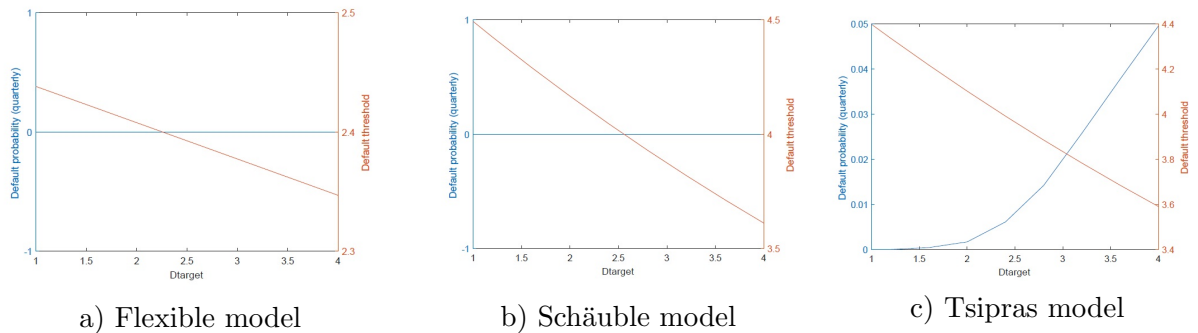 1
0
-1
Default probability (quarterly)
2.5
2.4
2.3
Default threshold
1 1.5 2 2.5 3 3.5 4
Dtarget
a) Flexible model
1
0
-1
Default probability (quarterly)
4.5
4
3.5
Default threshold
1 1.5 2 2.5 3 3.5 4
Dtarget
b) Schäuble model
0.05
0.04
0.03
0.02
0.01
0
Default probability (quarterly)
4.4
4.2
4
3.8
3.6
3.4
Default threshold
1 1.5 2 2.5 3 3.5 4
Dtarget
c) Tsipras model